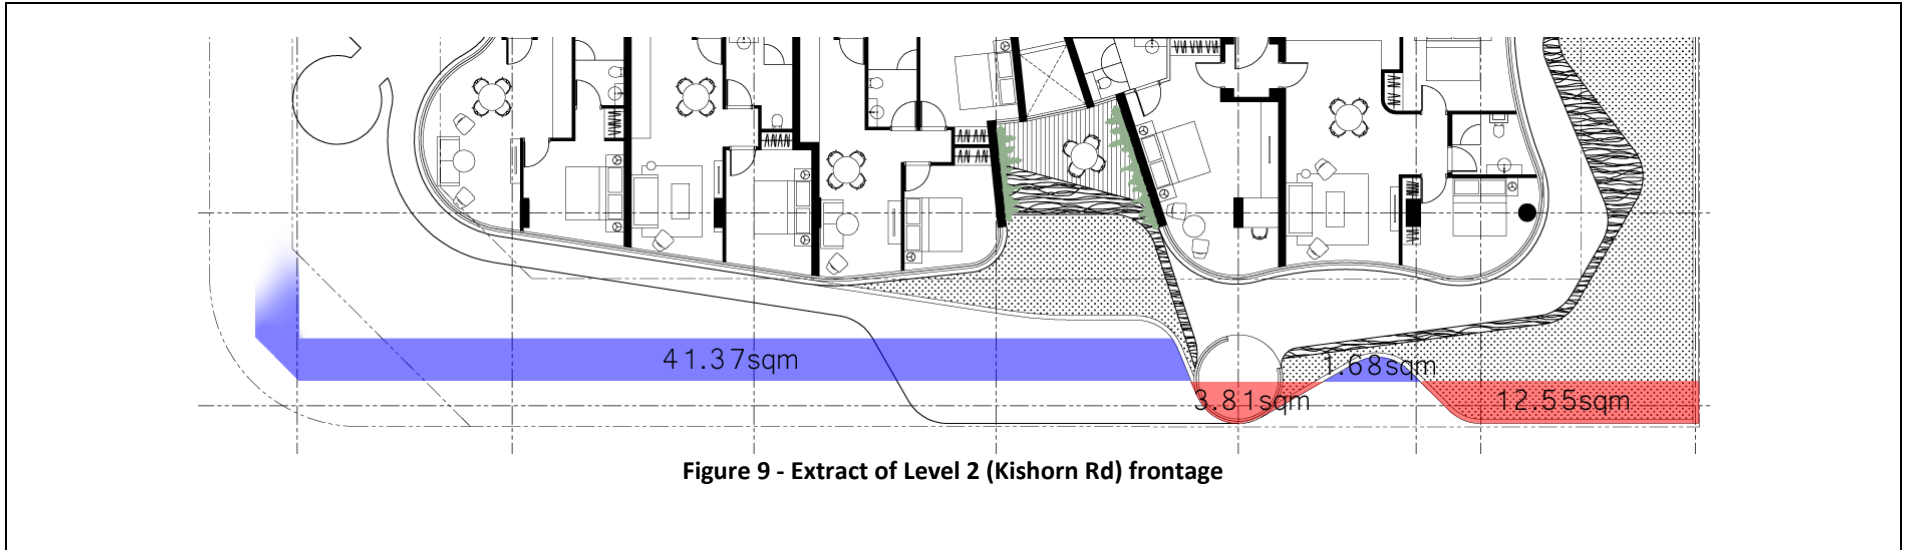 41.37sqm
1.68sqm
3.81sqm
12.55sqm
Figure 9 - Extract of Level 2 (Kishorn Rd) frontage